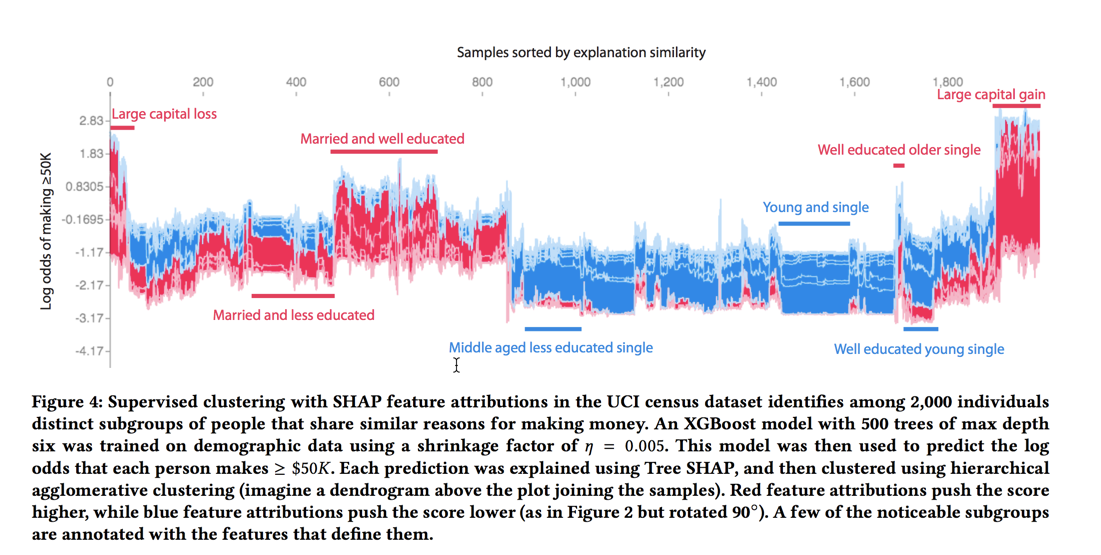 Samples sorted by explanation similarity
0 200 400 600 800 1,000 1,200 1,400 1,600 1,800
Large capital gain
Large capital loss
2.83
Married and well educated
1.83
Well educated older single
0.8305
Young and single
-0.1695
-1.17
-2.17
Log odds of making ≥50K
Married and less educated
-3.17
Middle aged less educated single
Well educated young single
-4.17
Figure 4: Supervised clustering with SHAP feature attributions in the UCI census dataset identifies among 2,000 individuals
distinct subgroups of people that share similar reasons for making money. An XGBoost model with 500 trees of max depth
six was trained on demographic data using a shrinkage factor of η = 0.005. This model was then used to predict the log
odds that each person makes ≥ $50K. Each prediction was explained using Tree SHAP, and then clustered using hierarchical
agglomerative clustering (imagine a dendrogram above the plot joining the samples). Red feature attributions push the score
higher, while blue feature attributions push the score lower (as in Figure 2 but rotated 90°). A few of the noticeable subgroups
are annotated with the features that define them.